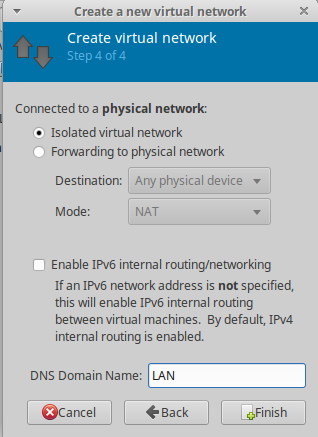 Create a new virtual network
Create virtual network
Step 4 of 4
Connected to a physical network:
Isolated virtual network
Forwarding to physical network
Destination: Any physical device
Mode: NAT
Enable IPv6 internal routing/networking
If an IPv6 network address is not specified,
this will enable IPv6 internal routing
between virtual machines. By default, IPv4
internal routing is enabled.
DNS Domain Name: LAN
Cancel Back Finish